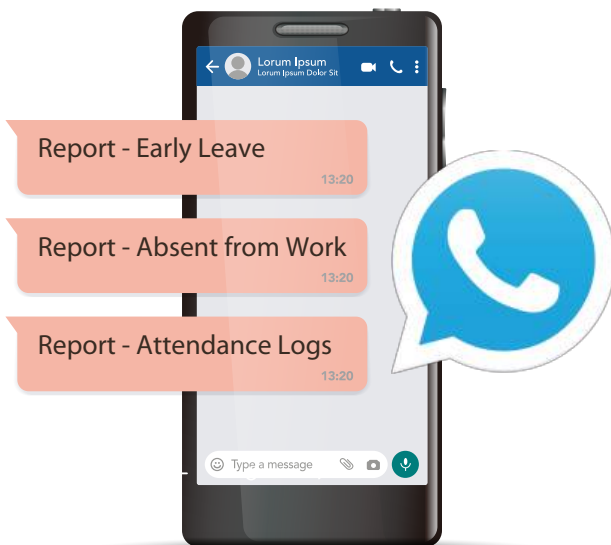 Lorum Ipsum
Lorum Ipsum Dolor Sit
Report - Early Leave
13:20
Report - Absent from Work
13:20
Report - Attendance Logs
13:20
Type a message